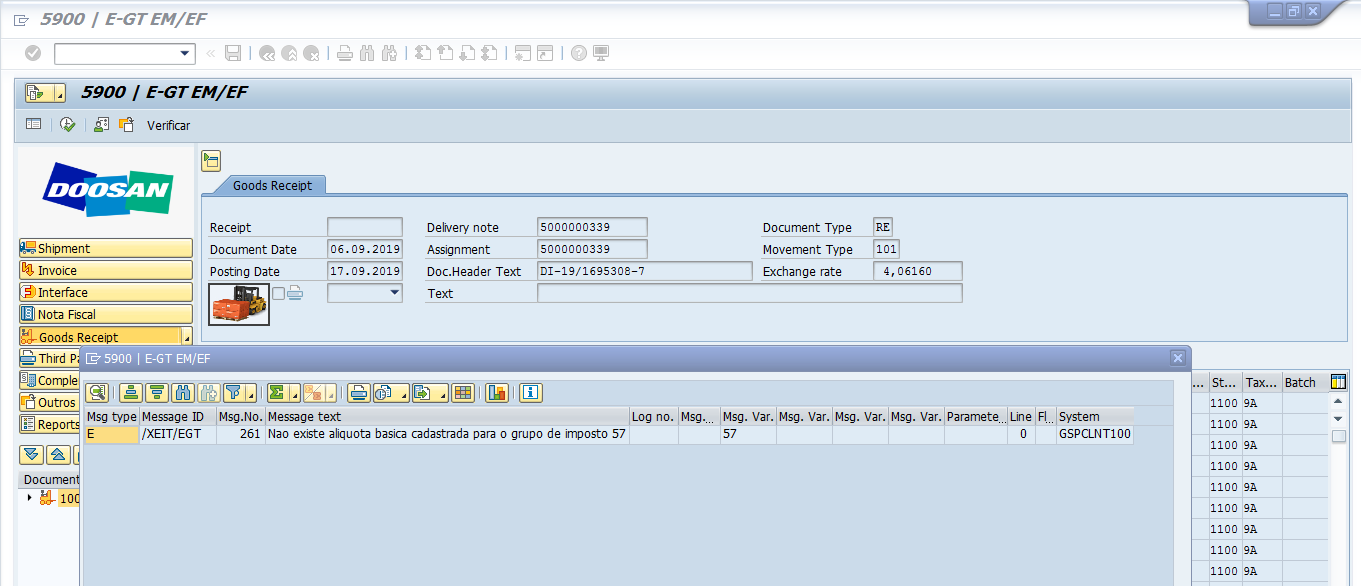 5900 | E-GT EM/EF
5900 | E-GT EM/EF
Verificar
DOOSAN
Goods Receipt
Receipt
Delivery note 5000000339
Document Type RE
Document Date 06.09.2019
Assignment 5000000339
Movement Type 101
Posting Date 17.09.2019
Doc.Header Text DI-19/1695308-7
Exchange rate 4,06160
Text
Shipment
Invoice
Interface
Nota Fiscal
Goods Receipt
Third Pa
Comple
Outros
Reports
Document
100
5900 | E-GT EM/EF
Msg type Message ID Msg.No. Message text Log no. Msg.... Msg. Var. Msg. Var. Msg. Var. Msg. Var. Paramete... Line Fl... System
E /XEIT/EGT 261 Nao existe aliquota basica cadastrada para o grupo de imposto 57 57 0 GSPCLNT100
... St... Tax... Batch
1100 9A
1100 9A
1100 9A
1100 9A
1100 9A
1100 9A
1100 9A
1100 9A
1100 9A